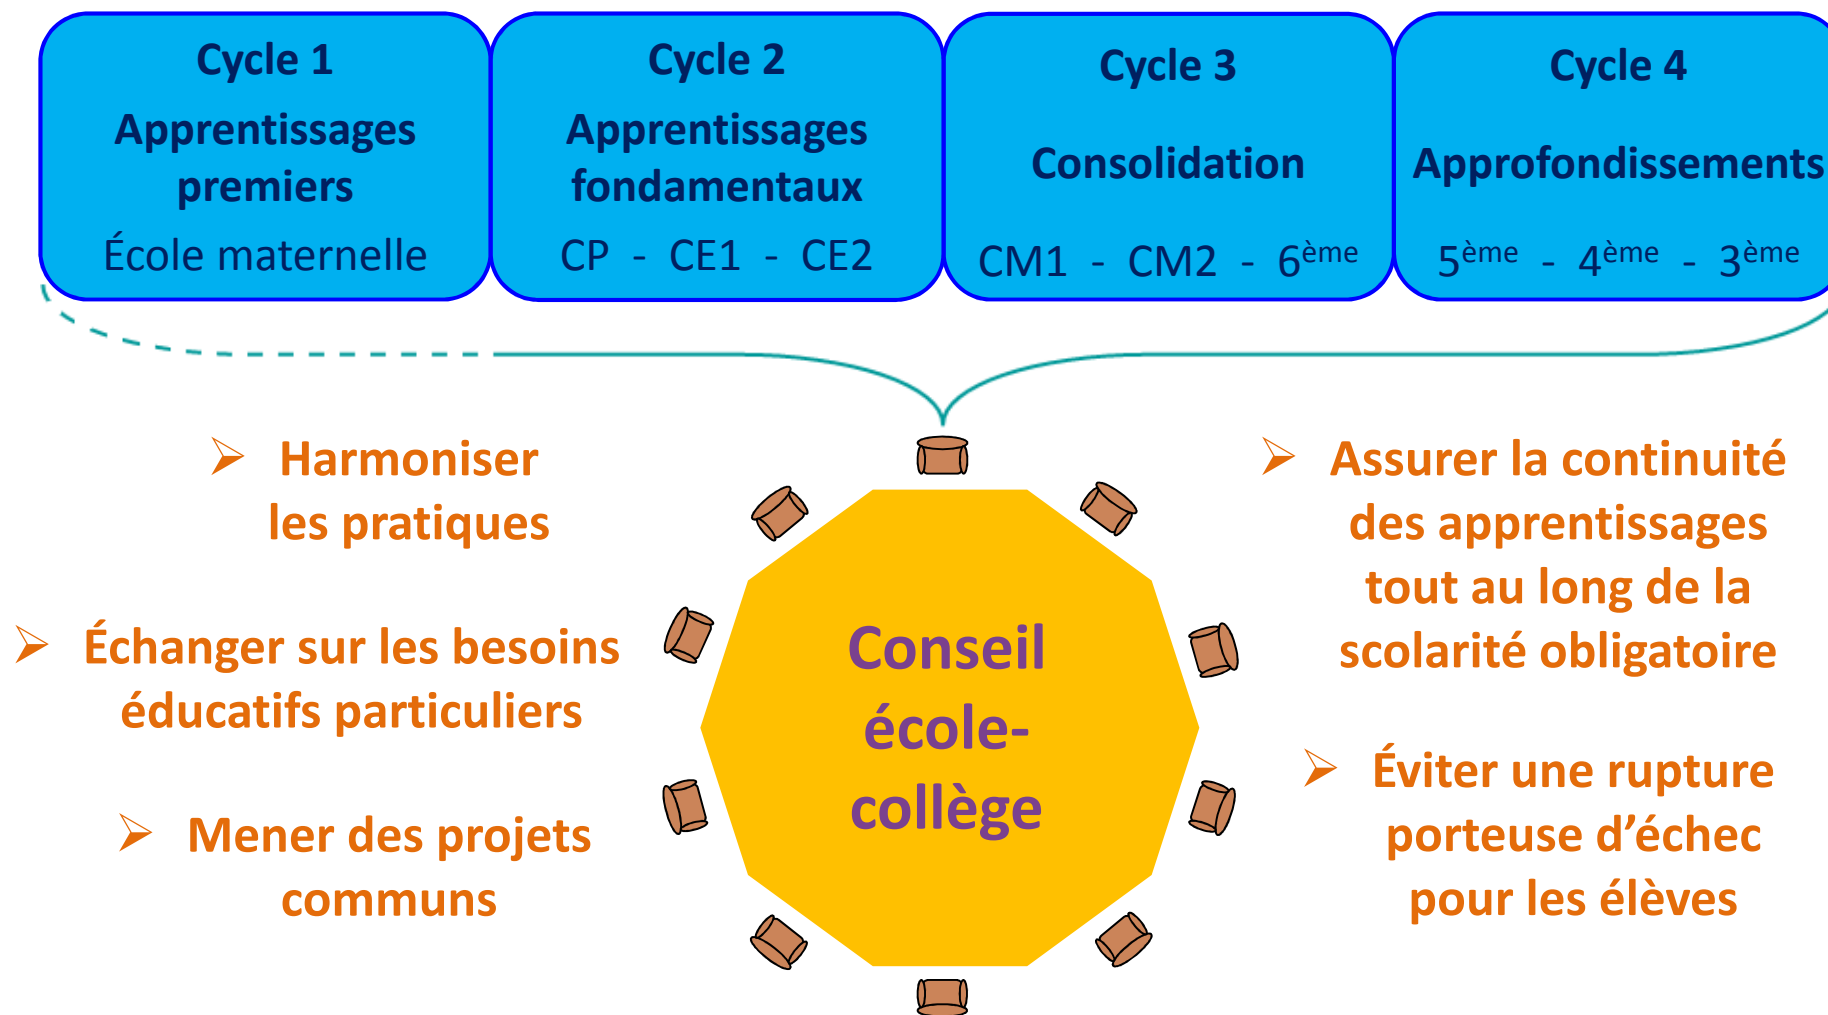 Cycle 1
Apprentissages
premiers
École maternelle
Cycle 2
Apprentissages
fondamentaux
CP - CE1 - CE2
Cycle 3
Consolidation
CM1 - CM2 - 6ème
Cycle 4
Approfondissements
5ème - 4ème - 3ème
Harmoniser
les pratiques
Échanger sur les besoins
éducatifs particuliers
Mener des projets
communs
Conseil
école-
collège
Assurer la continuité
des apprentissages
tout au long de la
scolarité obligatoire
Éviter une rupture
porteuse d’échec
pour les élèves